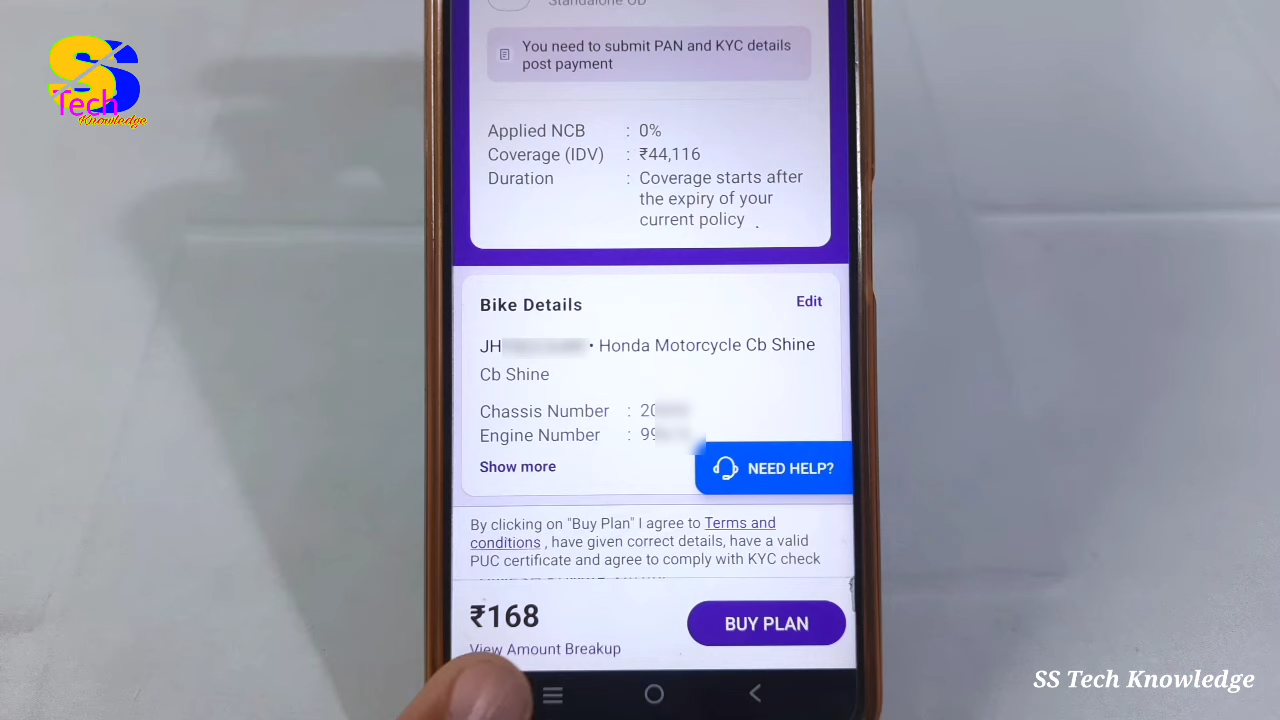 SS
Tech
Knowledge
Standalone OD
You need to submit PAN and KYC details
post payment
Applied NCB : 0%
Coverage (IDV) : ₹44,116
Duration : Coverage starts after
the expiry of your
current policy
Bike Details Edit
JH • Honda Motorcycle Cb Shine
Cb Shine
Chassis Number : 20
Engine Number : 99
Show more
NEED HELP?
By clicking on "Buy Plan" I agree to Terms and
conditions , have given correct details, have a valid
PUC certificate and agree to comply with KYC check
₹168
BUY PLAN
View Amount Breakup
SS Tech Knowledge